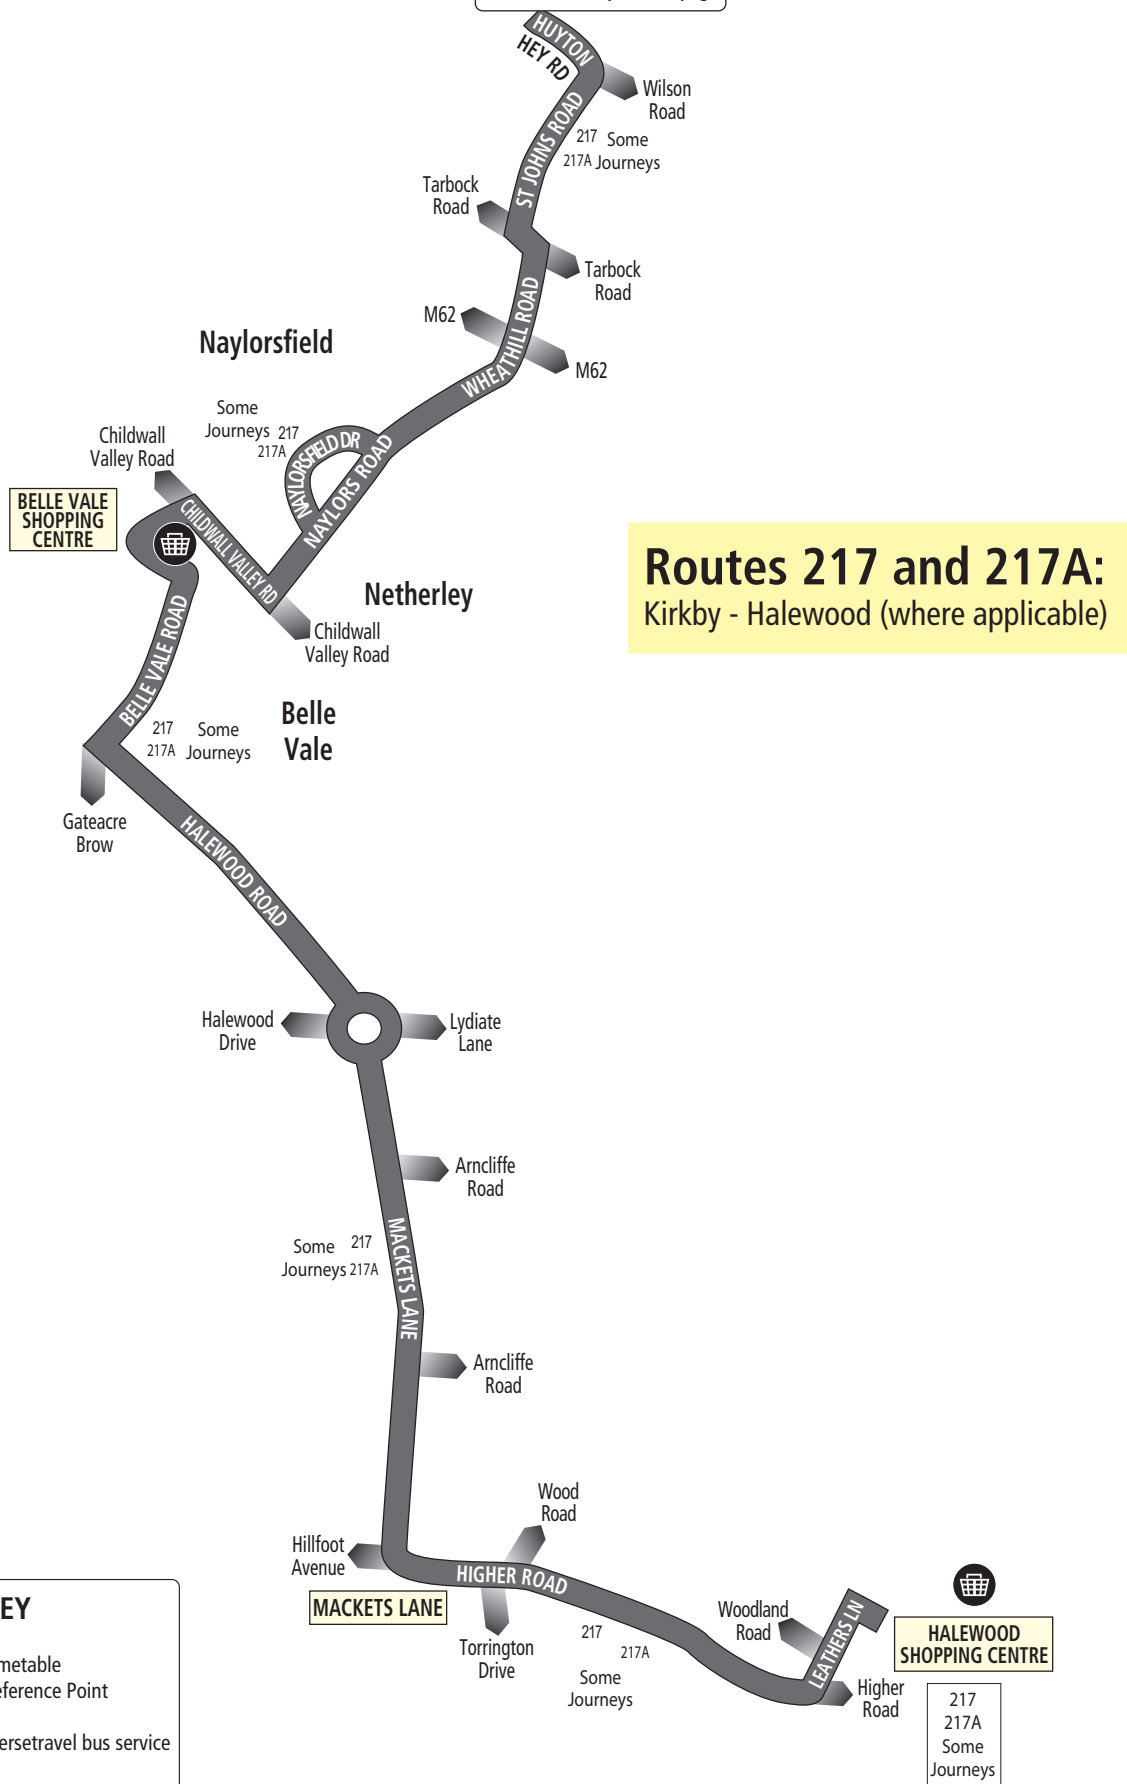 HUYTON
HEY RD
Wilson
Road
ST JOHNS ROAD
217 Some
217A Journeys
Tarbock
Road
Tarbock
Road
M62
M62
WHEATHILL ROAD
Naylorsfield
Some
Journeys 217
217A
NAYLORSFIELD DR
NAYLORS ROAD
Childwall
Valley Road
BELLE VALE
SHOPPING
CENTRE
CHILDWALL VALLEY RD
Netherley
Childwall
Valley Road
Routes 217 and 217A:
Kirkby - Halewood (where applicable)
BELLE VALE ROAD
Belle
Vale
217 Some
217A Journeys
Gateacre
Brow
HALEWOOD ROAD
Halewood
Drive
Lydiate
Lane
Arncliffe
Road
MACKETS LANE
Some 217
Journeys 217A
Arncliffe
Road
Wood
Road
Hillfoot
Avenue
HIGHER ROAD
MACKETS LANE
Torrington
Drive
217
217A
Some
Journeys
Woodland
Road
LEATHERS LN
Higher
Road
HALEWOOD
SHOPPING CENTRE
217
217A
Some
Journeys
EY
metable
eference Point
ersetravel bus service